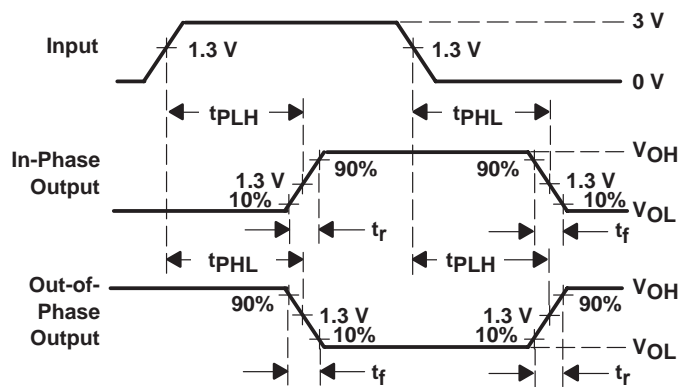 3 V
Input
1.3 V
1.3 V
0 V
tPLH
tPHL
In-Phase
Output
VOH
90%
90%
1.3 V
1.3 V
10%
10%
VOL
tr
tf
tPHL
tPLH
Out-of-
Phase
Output
VOH
90%
90%
1.3 V
1.3 V
10%
10%
VOL
tf
tr